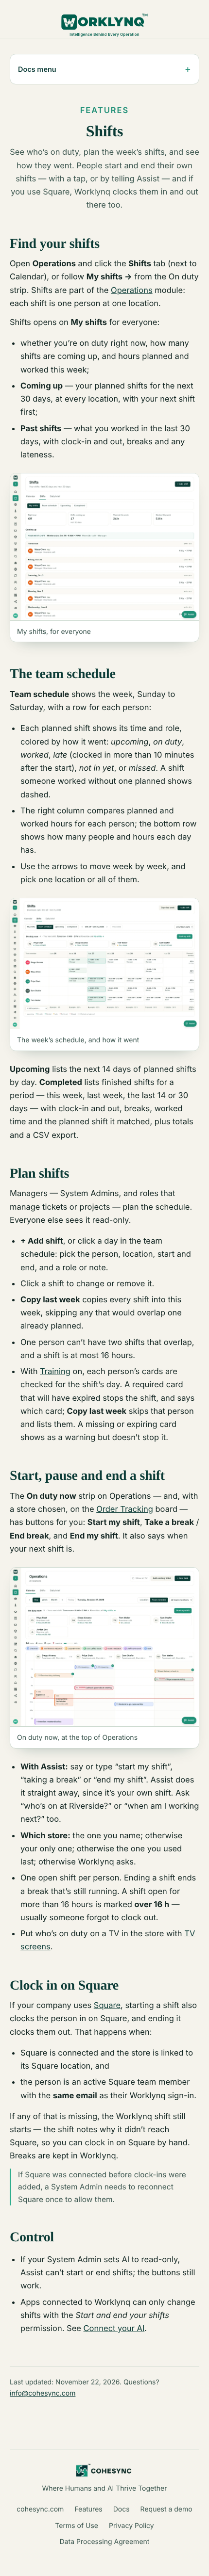 WORKLYNQ™
Intelligence Behind Every Operation
Docs menu
+
FEATURES
Shifts
See who’s on duty, plan the week’s shifts, and see
how they went. People start and end their own
shifts — with a tap, or by telling Assist — and if
you use Square, Worklynq clocks them in and out
there too.
Find your shifts
Open Operations and click the Shifts tab (next to
Calendar), or follow My shifts → from the On duty
strip. Shifts are part of the Operations module:
each shift is one person at one location.
Shifts opens on My shifts for everyone:
whether you’re on duty right now, how many
shifts are coming up, and hours planned and
worked this week;
Coming up — your planned shifts for the next
30 days, at every location, with your next shift
first;
Past shifts — what you worked in the last 30
days, with clock-in and out, breaks and any
lateness.
Shifts
My shifts, for everyone
The team schedule
Team schedule shows the week, Sunday to
Saturday, with a row for each person:
Each planned shift shows its time and role,
colored by how it went: upcoming, on duty,
worked, late (clocked in more than 10 minutes
after the start), not in yet, or missed. A shift
someone worked without one planned shows
dashed.
The right column compares planned and
worked hours for each person; the bottom row
shows how many people and hours each day
has.
Use the arrows to move week by week, and
pick one location or all of them.
Shifts
The week’s schedule, and how it went
Upcoming lists the next 14 days of planned shifts
by day. Completed lists finished shifts for a
period — this week, last week, the last 14 or 30
days — with clock-in and out, breaks, worked
time and the planned shift it matched, plus totals
and a CSV export.
Plan shifts
Managers — System Admins, and roles that
manage tickets or projects — plan the schedule.
Everyone else sees it read-only.
+ Add shift, or click a day in the team
schedule: pick the person, location, start and
end, and a role or note.
Click a shift to change or remove it.
Copy last week copies every shift into this
week, skipping any that would overlap one
already planned.
One person can’t have two shifts that overlap,
and a shift is at most 16 hours.
With Training on, each person’s cards are
checked for the shift’s day. A required card
that will have expired stops the shift, and says
which card; Copy last week skips that person
and lists them. A missing or expiring card
shows as a warning but doesn’t stop it.
Start, pause and end a shift
The On duty now strip on Operations — and, with
a store chosen, on the Order Tracking board —
has buttons for you: Start my shift, Take a break /
End break, and End my shift. It also says when
your next shift is.
Operations
On duty now, at the top of Operations
With Assist: say or type “start my shift”,
“taking a break” or “end my shift”. Assist does
it straight away, since it’s your own shift. Ask
“who’s on at Riverside?” or “when am I working
next?” too.
Which store: the one you name; otherwise
your only one; otherwise the one you used
last; otherwise Worklynq asks.
One open shift per person. Ending a shift ends
a break that’s still running. A shift open for
more than 16 hours is marked over 16 h —
usually someone forgot to clock out.
Put who’s on duty on a TV in the store with TV
screens.
Clock in on Square
If your company uses Square, starting a shift also
clocks the person in on Square, and ending it
clocks them out. That happens when:
Square is connected and the store is linked to
its Square location, and
the person is an active Square team member
with the same email as their Worklynq sign-in.
If any of that is missing, the Worklynq shift still
starts — the shift notes why it didn’t reach
Square, so you can clock in on Square by hand.
Breaks are kept in Worklynq.
If Square was connected before clock-ins were
added, a System Admin needs to reconnect
Square once to allow them.
Control
If your System Admin sets AI to read-only,
Assist can’t start or end shifts; the buttons still
work.
Apps connected to Worklynq can only change
shifts with the Start and end your shifts
permission. See Connect your AI.
Last updated: November 22, 2026. Questions?
info@cohesync.com
COHESYNC
Where Humans and AI Thrive Together
cohesync.com
Features
Docs
Request a demo
Terms of Use
Privacy Policy
Data Processing Agreement